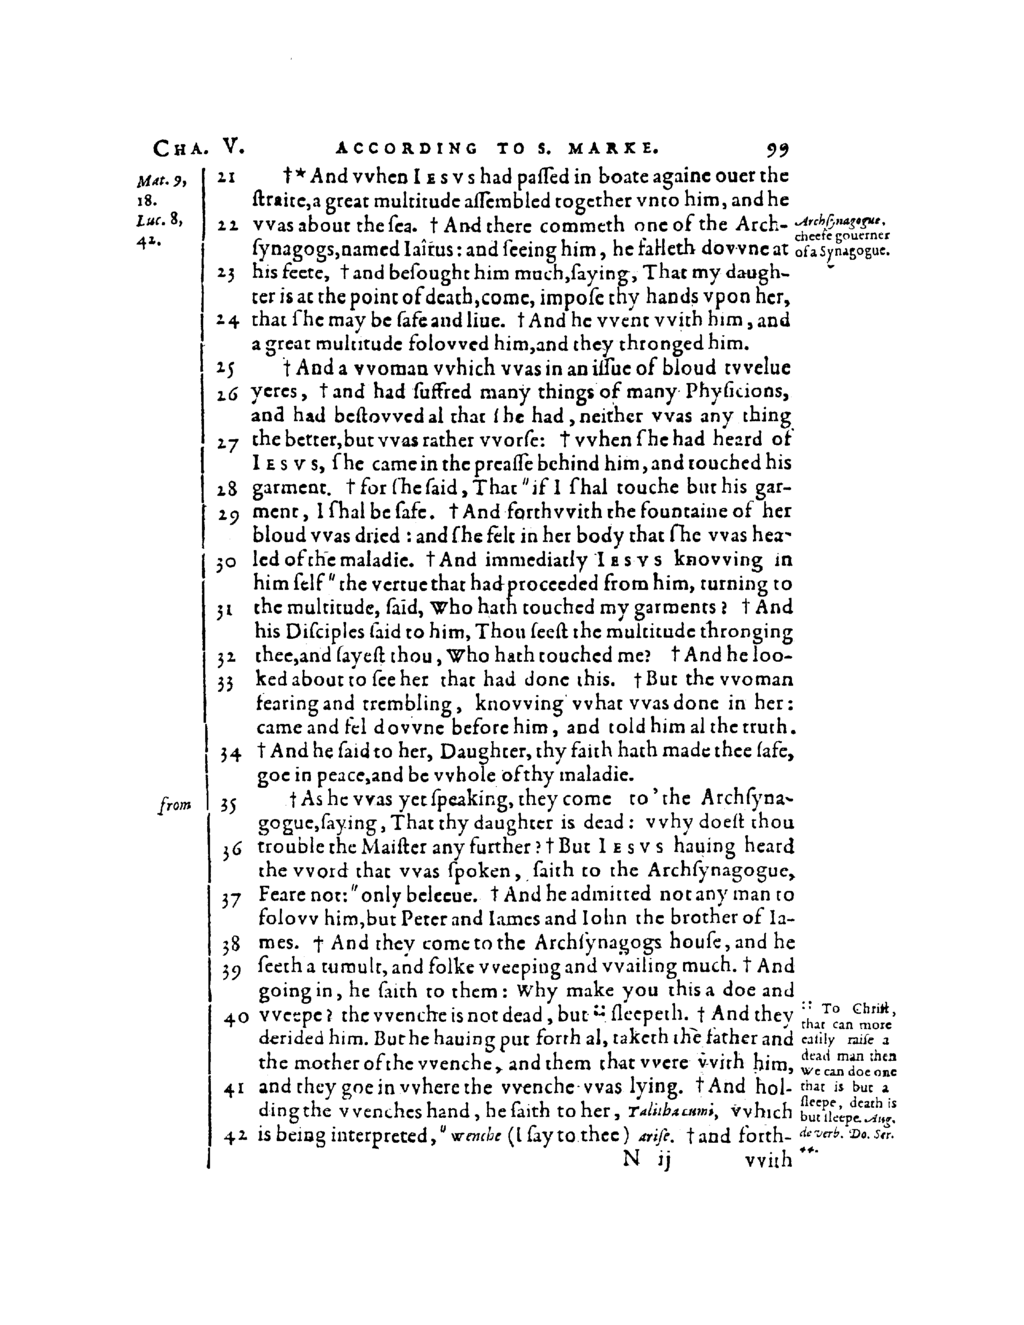 CHA. V. ACCORDING TO S. MARKE. 99
Mat. 9,
18.
Luc. 8,
42.
21 †* And vvhen IESVS had paſſed in boate againe ouer the
ſtraite, a great multitude aſſembled together vnto him, and he
22 vvas about the ſea. † And there commeth one of the Arch-
ſynagogs, named Iaîrus: and ſeeing him, he falleth dovvne at
23 his feete, † and beſought him much, ſaying, That my daugh-
ter is at the point of death, come, impoſe thy hands vpon her,
24 that ſhe may be ſafe and liue. † And he vvent vvith him, and
a great multitude folovved him, and they thronged him.
25 † And a vvoman vvhich vvas in an iſſue of bloud tvvelue
26 yeres, † and had ſuffred many things of many Phyſicions,
and had beſtovved al that ſhe had, neither vvas any thing
27 the better, but vvas rather vvorſe: † vvhen ſhe had heard of
IESVS, ſhe came in the preaſſe behind him, and touched his
28 garment. † for ſhe ſaid, That "if I ſhal touche but his gar-
29 ment, I ſhal be ſafe. † And forthvvith the fountaine of her
bloud vvas dried: and ſhe felt in her body that ſhe vvas hea-
30 led of the maladie. † And immediatly IESVS knovving in
him ſelf "the vertue that had proceeded from him, turning to
31 the multitude, ſaid, Who hath touched my garments? † And
his Diſciples ſaid to him, Thou ſeeſt the multitude thronging
32 thee, and ſayeſt thou, Who hath touched me? † And he loo-
33 ked about to ſee her that had done this. † But the vvoman
fearing and trembling, knovving vvhat vvas done in her:
came and fel dovvne before him, and told him al the truth.
34 † And he ſaid to her, Daughter, thy faith hath made thee ſafe,
goe in peace, and be vvhole of thy maladie.
from
35 † As he vvas yet ſpeaking, they come to ' the Archſyna-
gogue, ſaying, That thy daughter is dead: vvhy doeſt thou
36 trouble the Maiſter any further? † But IESVS hauing heard
the vvord that vvas ſpoken, ſaith to the Archſynagogue,
37 Feare not: "only beleeue. † And he admitted not any man to
folovv him, but Peter and Iames and Iohn the brother of Ia-
38 mes. † And they come to the Archſynagogs houſe, and he
39 ſeeth a tumult, and folke vveeping and vvailing much. † And
going in, he ſaith to them: Why make you this a doe and
40 vveepe? the vvenche is not dead, but :: ſleepeth. † And they
derided him. But he hauing put forth al, taketh the father and
the mother of the vvenche, and them that vvere vvith him,
41 and they goe in vvhere the vvenche vvas lying. † And hol-
ding the vvenches hand, he ſaith to her, Talitha cumi, vvhich
42 is being interpreted, "wenche (I ſay to thee) ariſe. † and forth-
N ij vvith
Archſynagogue,
cheefe gouerner
of a Synagogue.
:: To Chriſt,
that can more
eaſily raiſe a
dead man then
we can doe one
that is but a
ſleepe, death is
but ſleepe. Aug.
de verb. Do. Ser.
44.